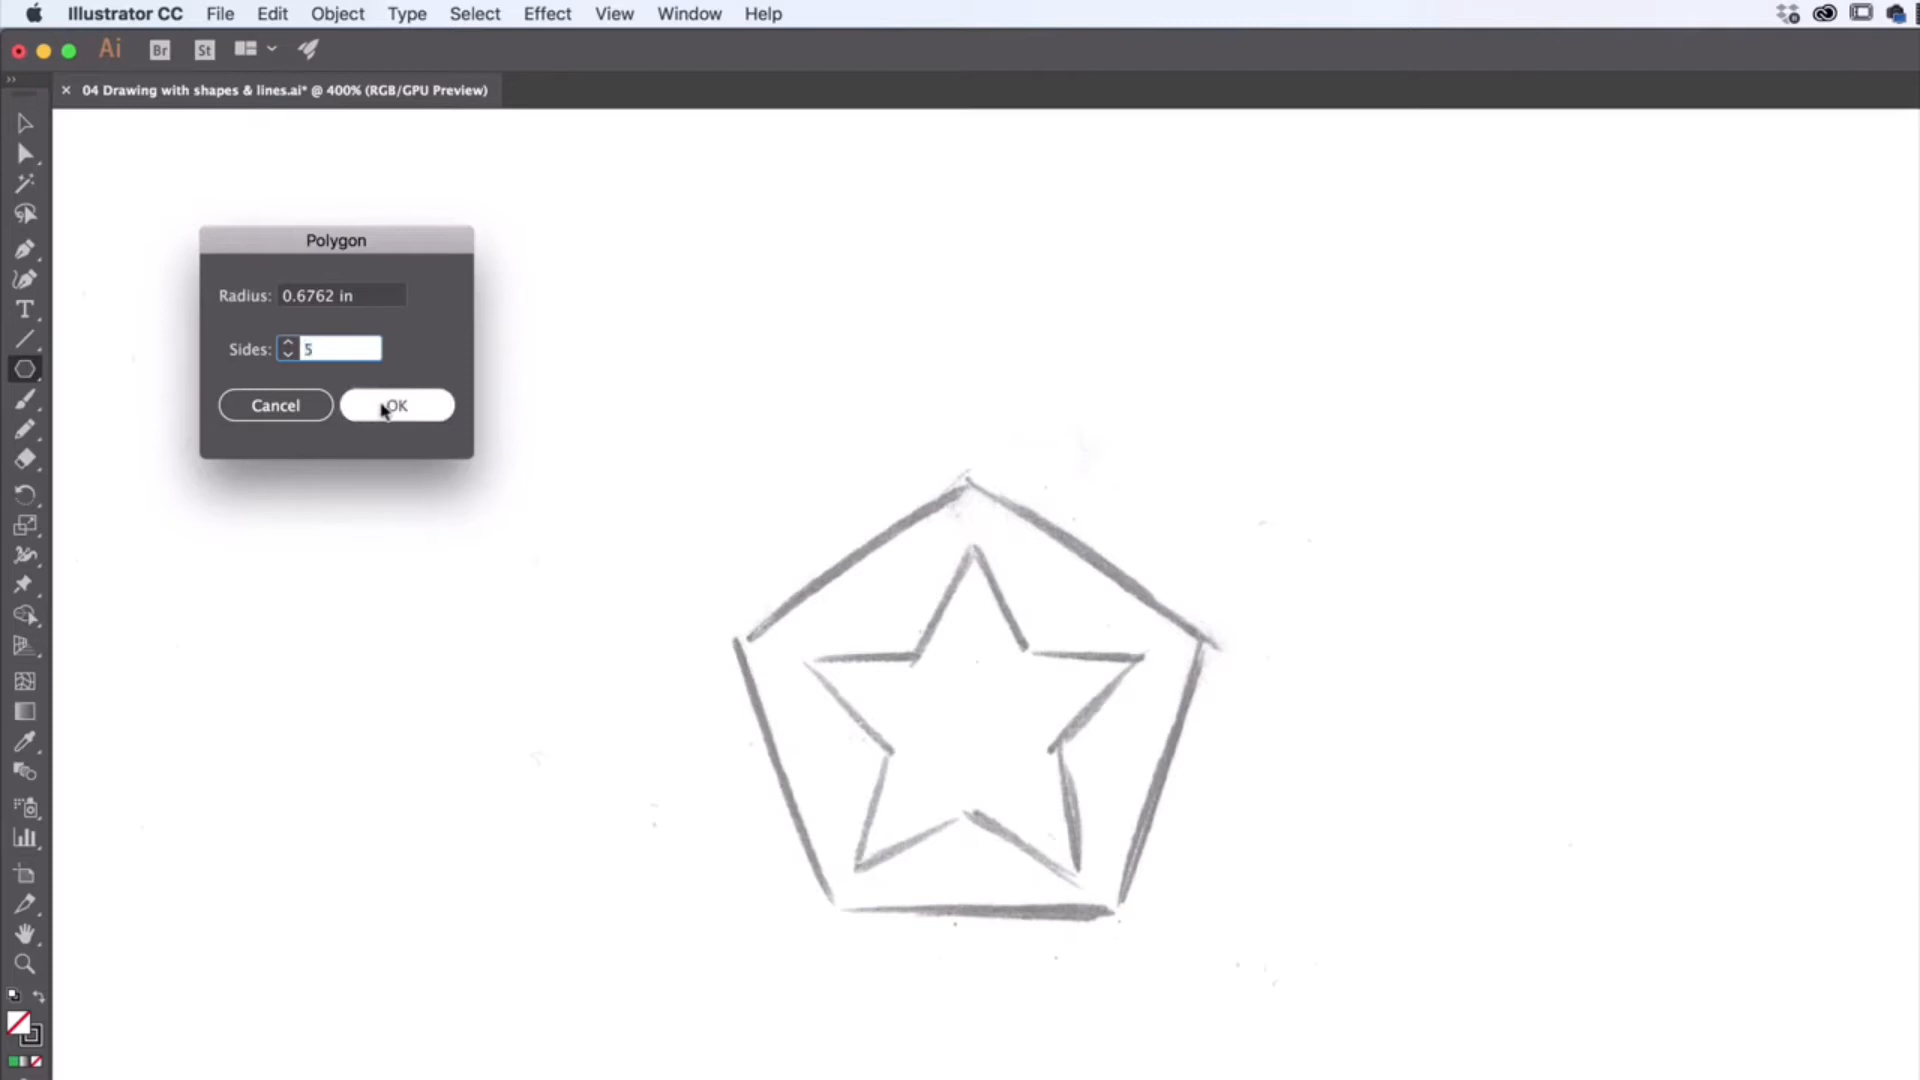 Illustrator CC File Edit Object Type Select Effect View Window Help
Ai Br St
04 Drawing with shapes & lines.ai* @ 400% (RGB/GPU Preview)
Polygon
Radius: 0.6762 in
Sides: 5
Cancel OK